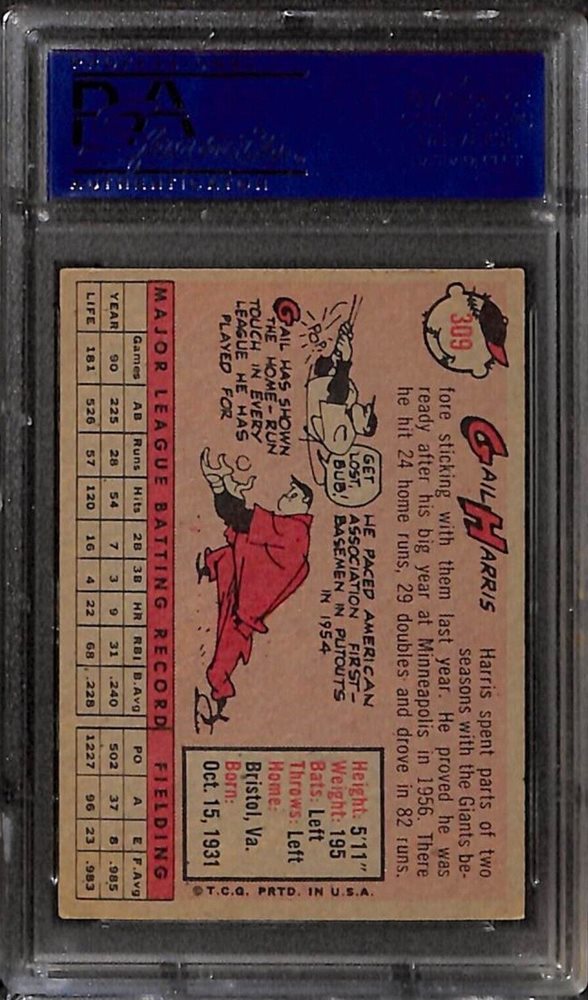 309
GAIL HARRIS
Harris spent parts of two
seasons with the Giants be-
fore sticking with them last year. He proved he was
ready after his big year at Minneapolis in 1956. There
he hit 24 home runs, 29 doubles and drove in 82 runs.
POP!
GET
LOST,
BUB!
GAIL HAS SHOWN
THE HOME-RUN
TOUCH IN EVERY
LEAGUE HE HAS
PLAYED FOR
HE PACED AMERICAN
ASSOCIATION FIRST-
BASEMEN IN PUTOUTS
IN 1954
Height: 5'11"
Weight: 195
Bats: Left
Throws: Left
Home:
Bristol, Va.
Born:
Oct. 15, 1931
MAJOR LEAGUE BATTING RECORD FIELDING
Games AB Runs Hits 2B 3B HR RBI B.Avg PO A E F.Avg
YEAR 90 225 28 54 7 3 9 31 .240 502 37 8 .985
LIFE 181 526 57 120 16 4 22 68 .228 1227 96 23 .983
© T.C.G. PRTD. IN U.S.A.